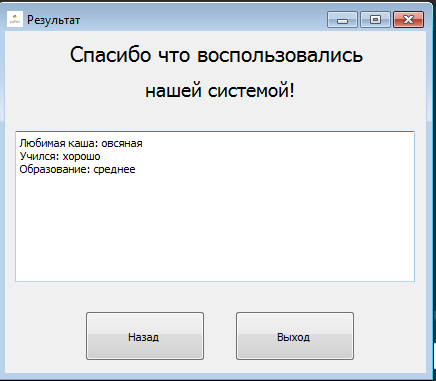 Результат
Спасибо что воспользовались
нашей системой!
Любимая каша: овсяная
Учился: хорошо
Образование: среднее
Назад
Выход